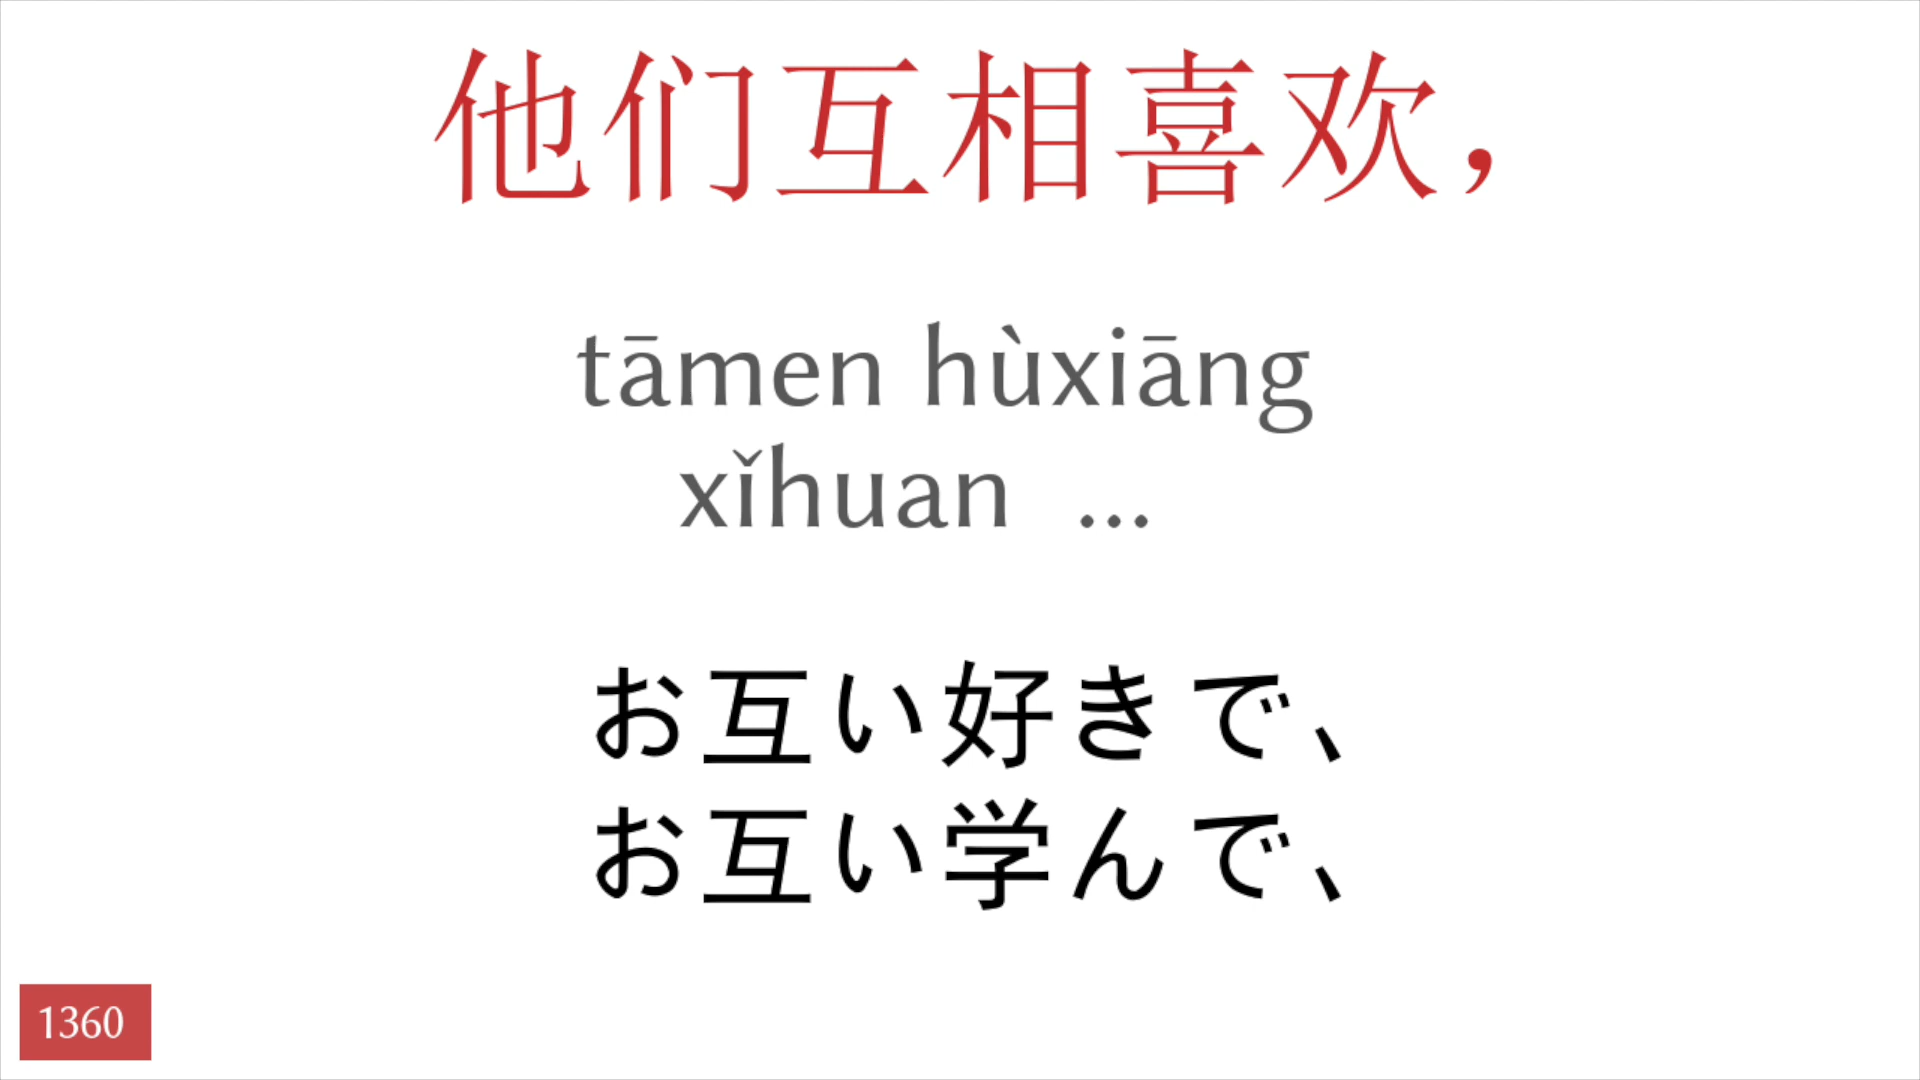 他们互相喜欢，
tāmen hùxiāng
xǐhuan ...
お互い好きで、
お互い学んで、
1360